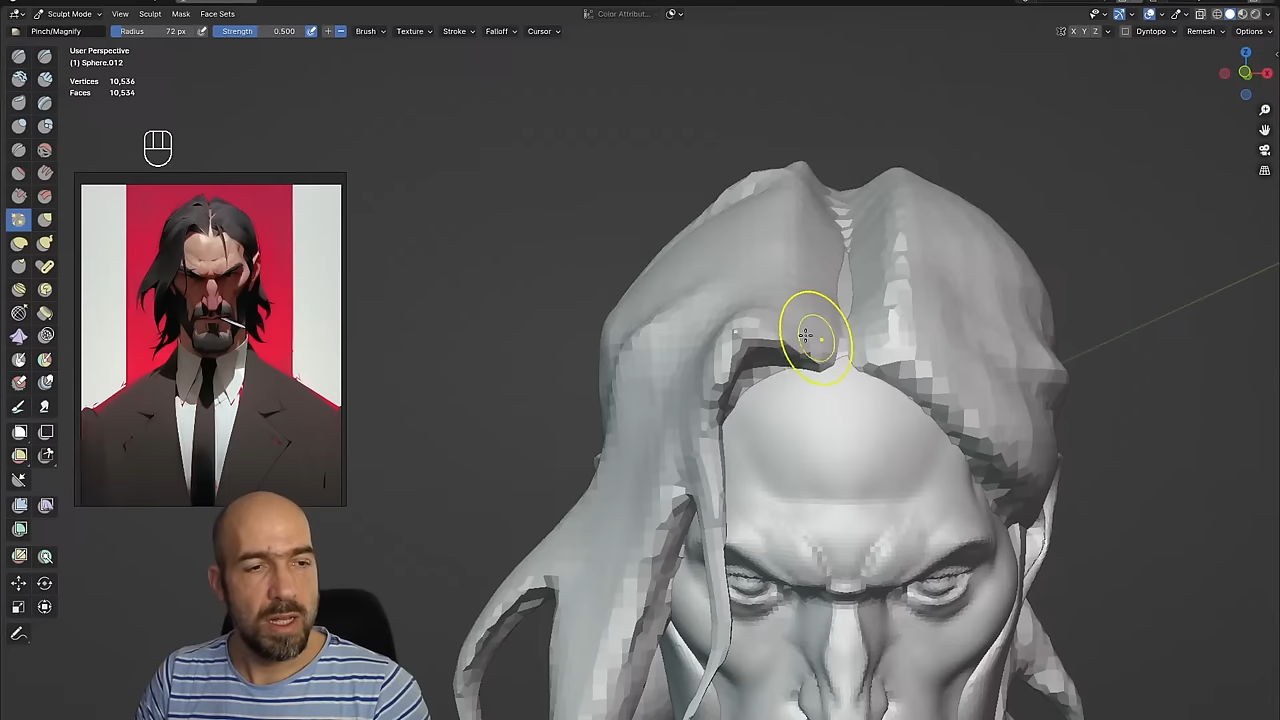 Sculpt Mode View Sculpt Mask Face Sets Color Attribut...
Pinch/Magnify Radius 72 px Strength 0.500 Brush Texture Stroke Falloff Cursor X Y Z Dyntopo Remesh Options
User Perspective
(1) Sphere.012
Vertices 10,536
Faces 10,534
Z
X